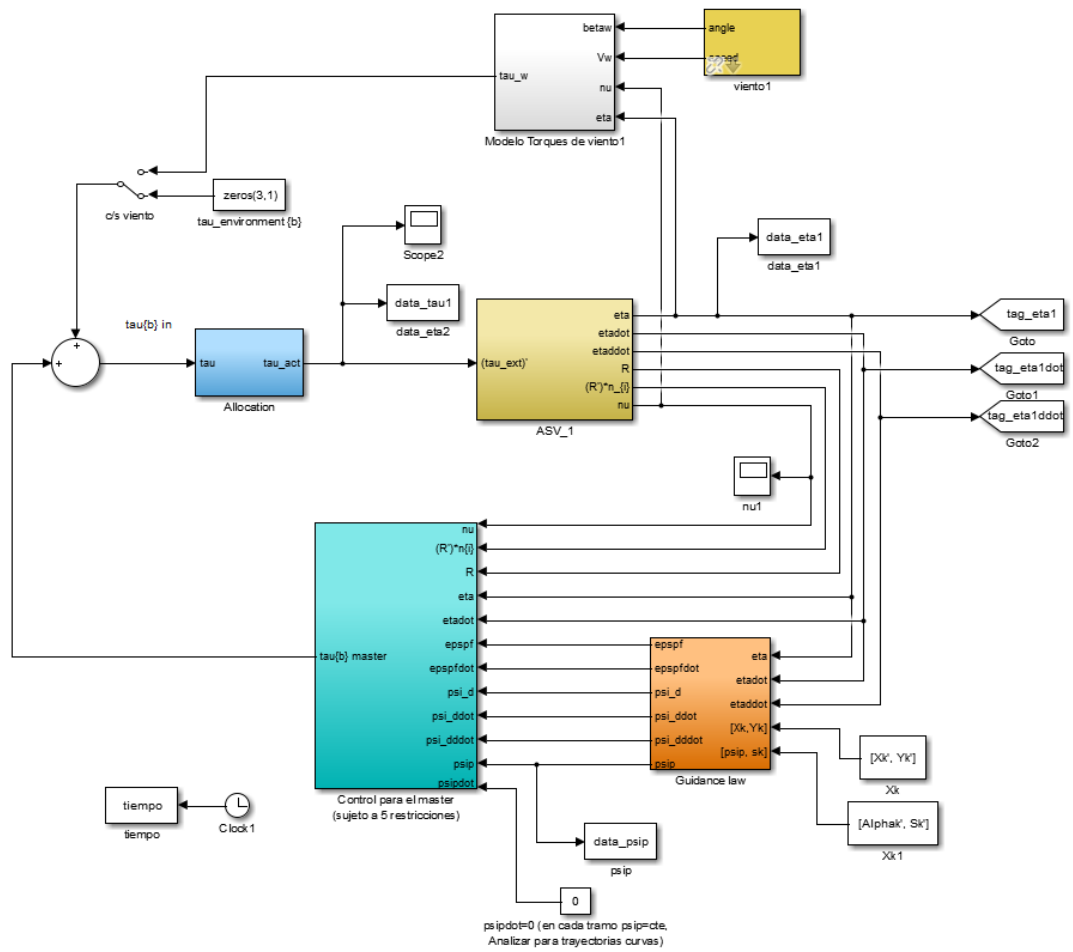 betaw
Vw
nu
eta
tau_w
Modelo Torques de viento1
angle
viento1
c/s viento
zeros(3,1)
tau_environment {b}
Scope2
data_tau1
data_eta2
data_eta1
data_eta1
tau{b} in
+
+
tau
tau_act
Allocation
(tau_ext)'
eta
etadot
etaddot
R
(R')*n_{i}
nu
ASV_1
tag_eta1
Goto
tag_eta1dot
Goto1
tag_eta1ddot
Goto2
nu1
tau{b} master
nu
(R')*n{i}
R
eta
etadot
epspf
epspfdot
psi_d
psi_ddot
psi_dddot
psip
psipdot
Control para el master
(sujeto a 5 restricciones)
epspf
epspfdot
psi_d
psi_ddot
psi_dddot
psip
eta
etadot
etaddot
[Xk,Yk]
[psip, sk]
Guidance law
[Xk', Yk']
Xk
[Alphak', Sk']
Xk1
tiempo
tiempo
Clock1
data_psip
psip
0
psipdot=0 (en cada tramo psip=cte,
Analizar para trayectorias curvas)